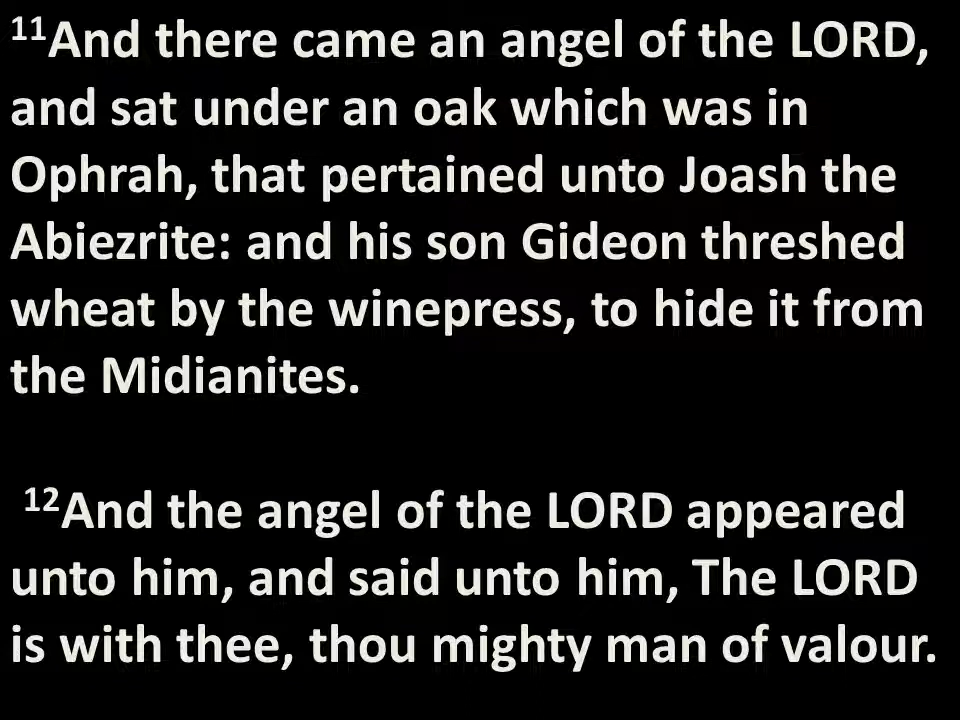 11And there came an angel of the LORD,
and sat under an oak which was in
Ophrah, that pertained unto Joash the
Abiezrite: and his son Gideon threshed
wheat by the winepress, to hide it from
the Midianites.
12And the angel of the LORD appeared
unto him, and said unto him, The LORD
is with thee, thou mighty man of valour.